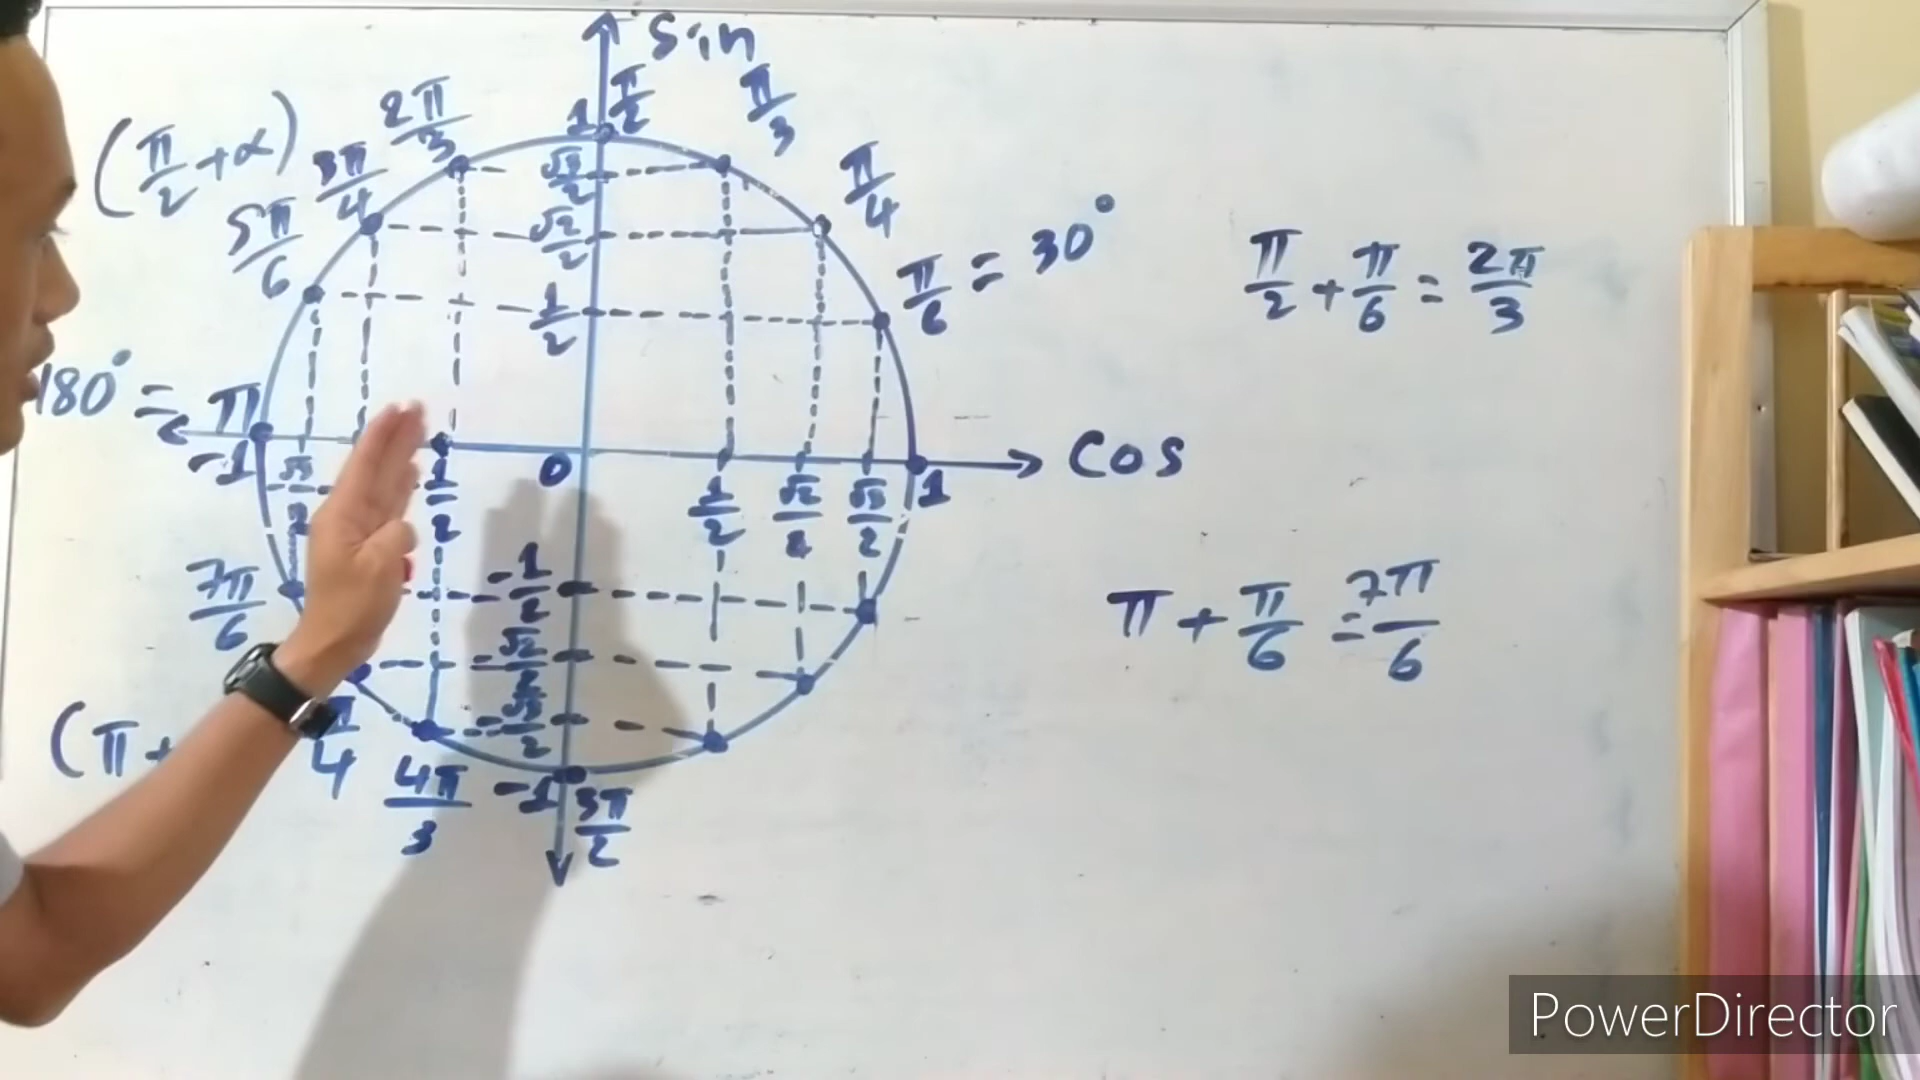 sin
1 π/2
π/3
2π/3
(π/2 + α)
3π/4
π/4
5π/6
√3/2
√2/2
1/2
π/6 = 30°
π/2 + π/6 = 2π/3
180° = π
-1
0
1
cos
1/2
1/2 √2/2 √3/2
-1/2
7π/6
π + π/6 = 7π/6
-√2/2
-√3/2
(π +
4π/3
-1 3π/2
PowerDirector